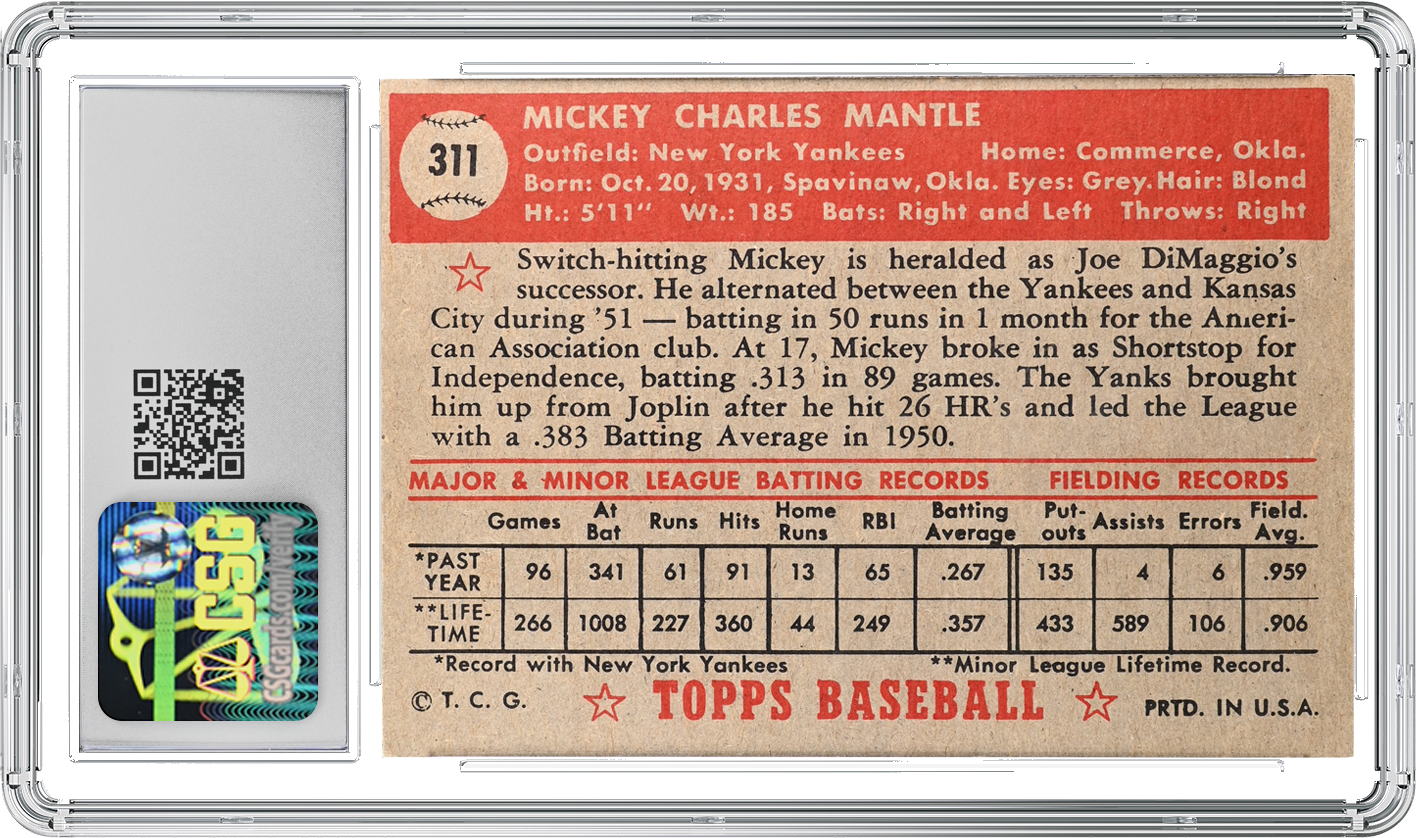 311
MICKEY CHARLES MANTLE
Outfield: New York Yankees Home: Commerce, Okla.
Born: Oct. 20, 1931, Spavinaw, Okla. Eyes: Grey. Hair: Blond
Ht.: 5'11" Wt.: 185 Bats: Right and Left Throws: Right
Switch-hitting Mickey is heralded as Joe DiMaggio's
successor. He alternated between the Yankees and Kansas
City during '51 — batting in 50 runs in 1 month for the Ameri-
can Association club. At 17, Mickey broke in as Shortstop for
Independence, batting .313 in 89 games. The Yanks brought
him up from Joplin after he hit 26 HR's and led the League
with a .383 Batting Average in 1950.
MAJOR & MINOR LEAGUE BATTING RECORDS FIELDING RECORDS
Games At Bat Runs Hits Home Runs RBI Batting Average Put-outs Assists Errors Field. Avg.
*PAST YEAR 96 341 61 91 13 65 .267 135 4 6 .959
**LIFE-TIME 266 1008 227 360 44 249 .357 433 589 106 .906
*Record with New York Yankees **Minor League Lifetime Record.
© T. C. G. TOPPS BASEBALL PRTD. IN U.S.A.
CSG
CSGcards.com/verify